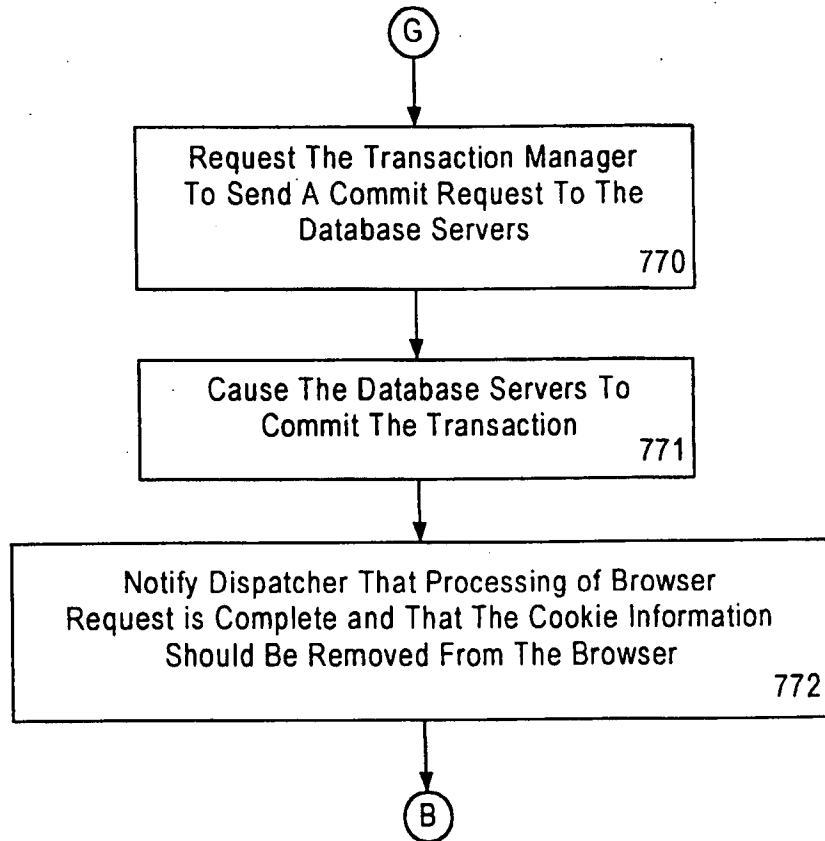 G
Request The Transaction Manager
To Send A Commit Request To The
Database Servers
770
Cause The Database Servers To
Commit The Transaction
771
Notify Dispatcher That Processing of Browser
Request is Complete and That The Cookie Information
Should Be Removed From The Browser
772
B